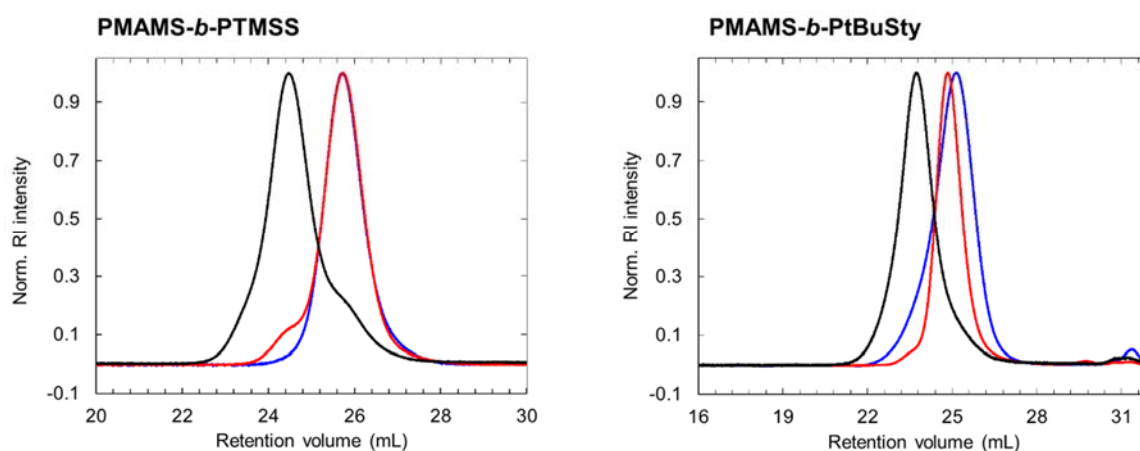 PMAMS-b-PTMSS
0.9
0.7
0.5
0.3
0.1
-0.1
Norm. RI intensity
20 22 24 26 28 30
Retention volume (mL)
PMAMS-b-PtBuSty
0.9
0.7
0.5
0.3
0.1
-0.1
Norm. RI intensity
16 19 22 25 28 31
Retention volume (mL)